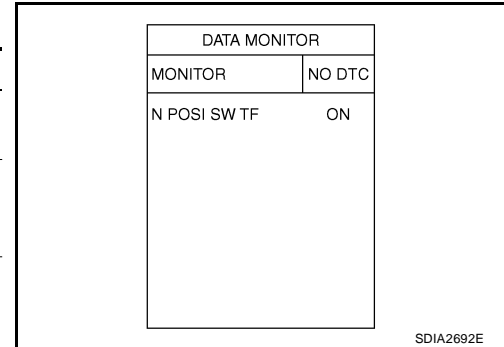 DATA MONITOR
MONITOR NO DTC
N POSI SW TF ON
SDIA2692E